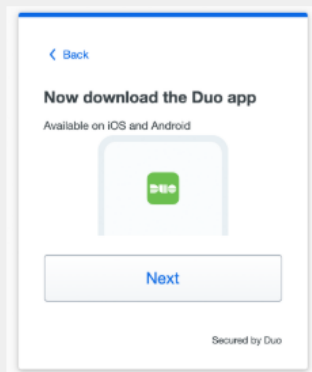 Back
Now download the Duo app
Available on iOS and Android
DUO
Next
Secured by Duo